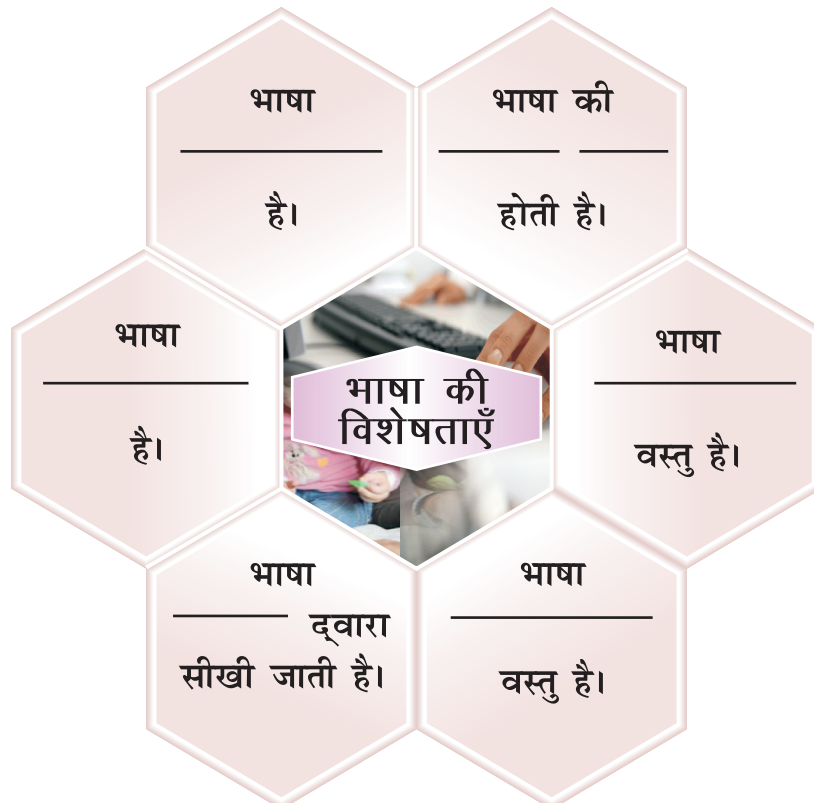 भाषा
है।
भाषा की
होती है।
भाषा
है।
भाषा की
विशेषताएँ
भाषा
वस्तु है।
भाषा
द्‌वारा
सीखी जाती है।
भाषा
वस्तु है।